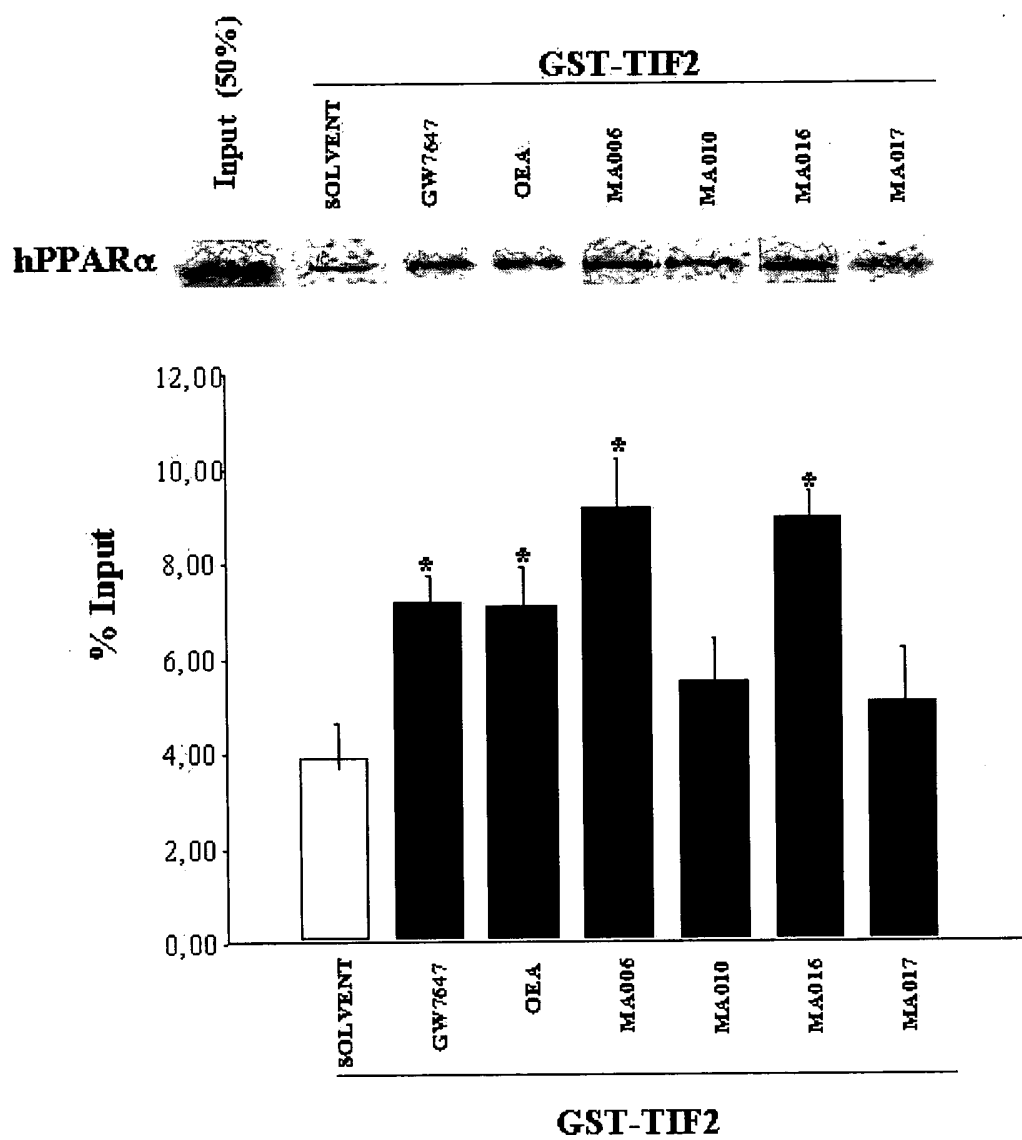 GST-TIF2
Input (50%)
SOLVENT
GW7647
OEA
MA006
MA010
MA016
MA017
hPPARα
12,00
10,00
8,00
6,00
4,00
2,00
0,00
% Input
*
*
*
*
SOLVENT
GW7647
OEA
MA006
MA010
MA016
MA017
GST-TIF2